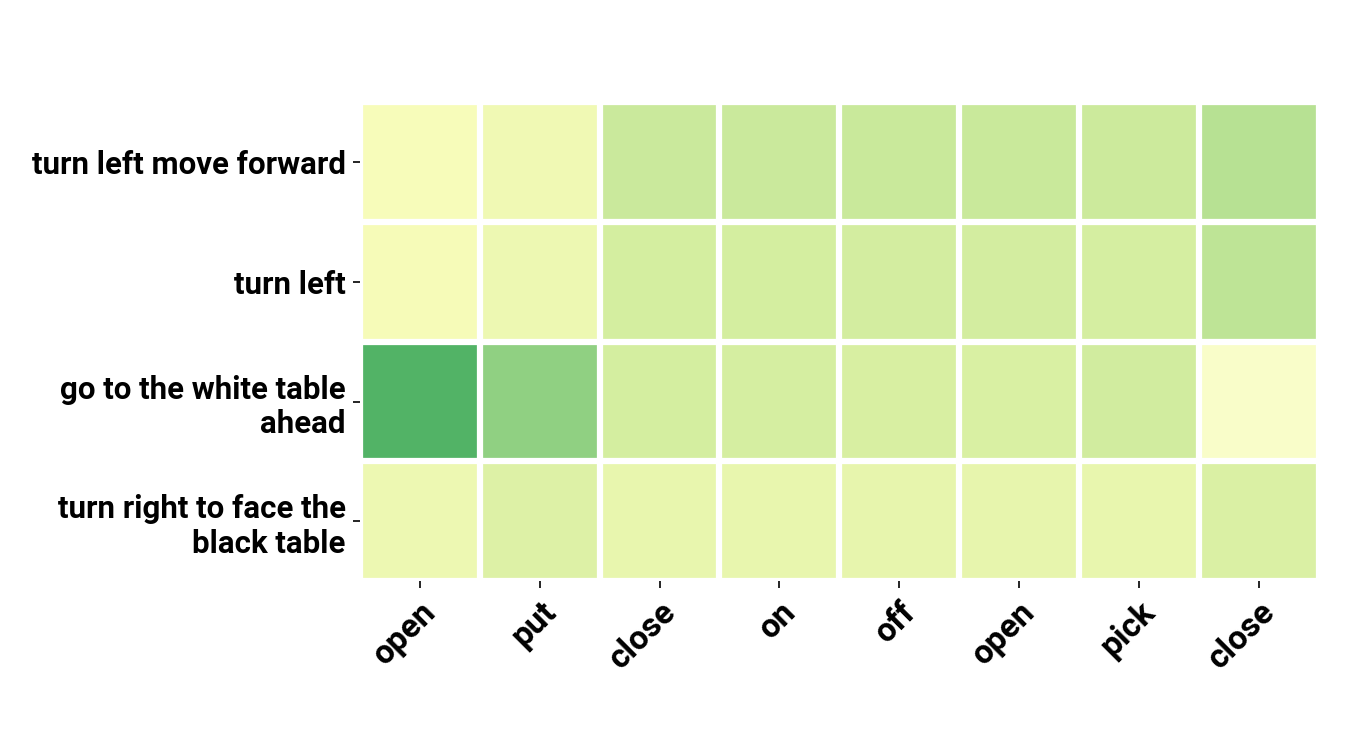 turn left move forward
turn left
go to the white table
ahead
turn right to face the
black table
open
put
close
on
off
open
pick
close